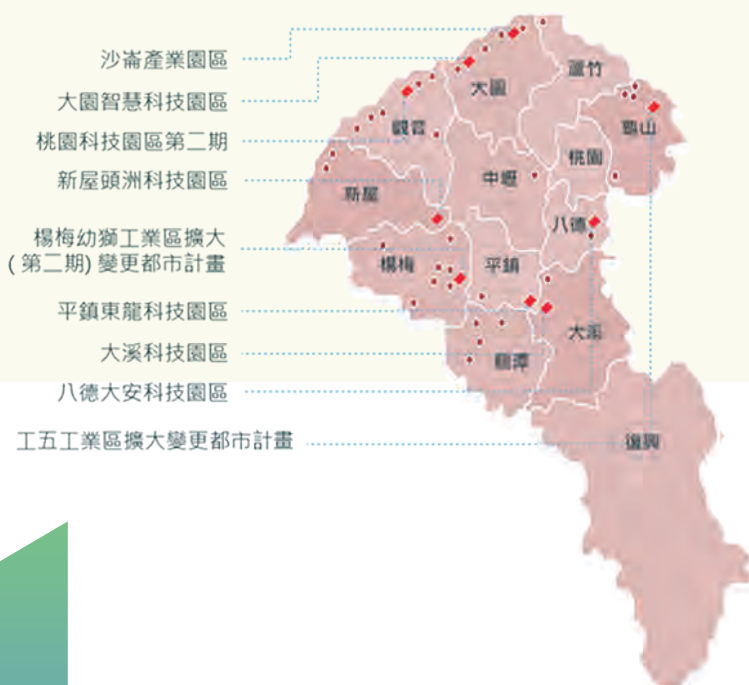 沙崙產業園區
大園智慧科技園區
桃園科技園區第二期
新屋頭洲科技園區
楊梅幼獅工業區擴大
(第二期) 變更都市計畫
平鎮東龍科技園區
大溪科技園區
八德大安科技園區
工五工業區擴大變更都市計畫
蘆竹
大園
龜山
觀音
桃園
中壢
新屋
八德
楊梅
平鎮
大溪
龍潭
復興